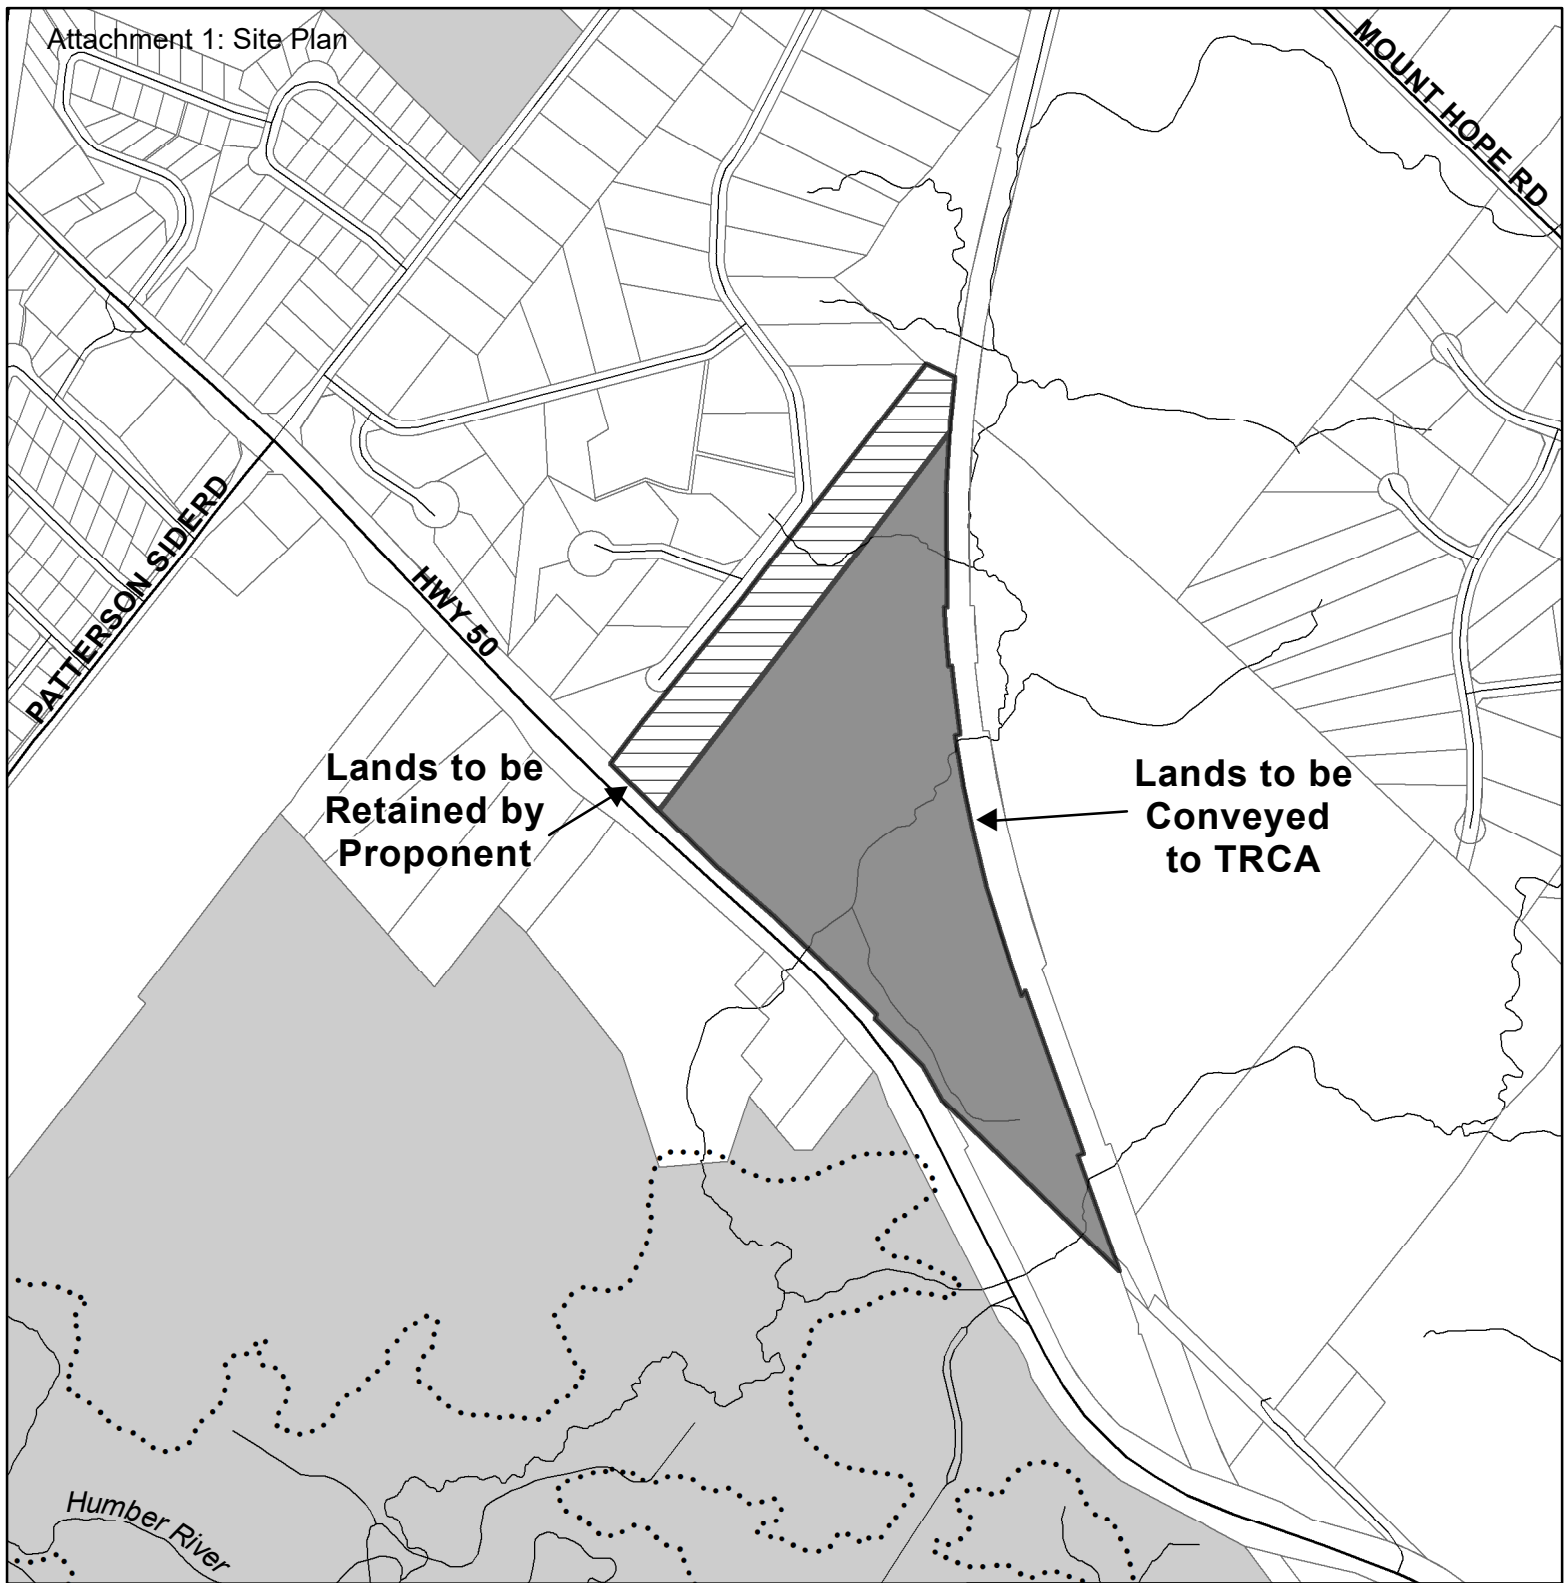 Attachment 1: Site Plan
MOUNT HOPE RD
PATTERSON SIDERD
HWY 50
Lands to be
Retained by
Proponent
Lands to be
Conveyed
to TRCA
Humber River